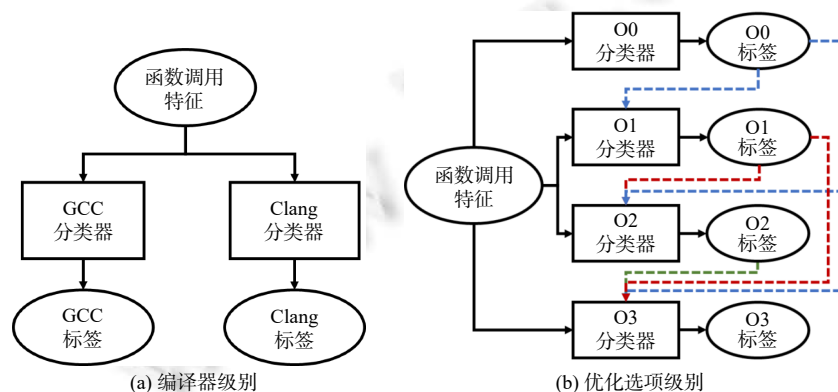 函数调用
特征
GCC
分类器
Clang
分类器
GCC
标签
Clang
标签
(a) 编译器级别
O0
分类器
O0
标签
O1
分类器
O1
标签
函数调用
特征
O2
分类器
O2
标签
O3
分类器
O3
标签
(b) 优化选项级别